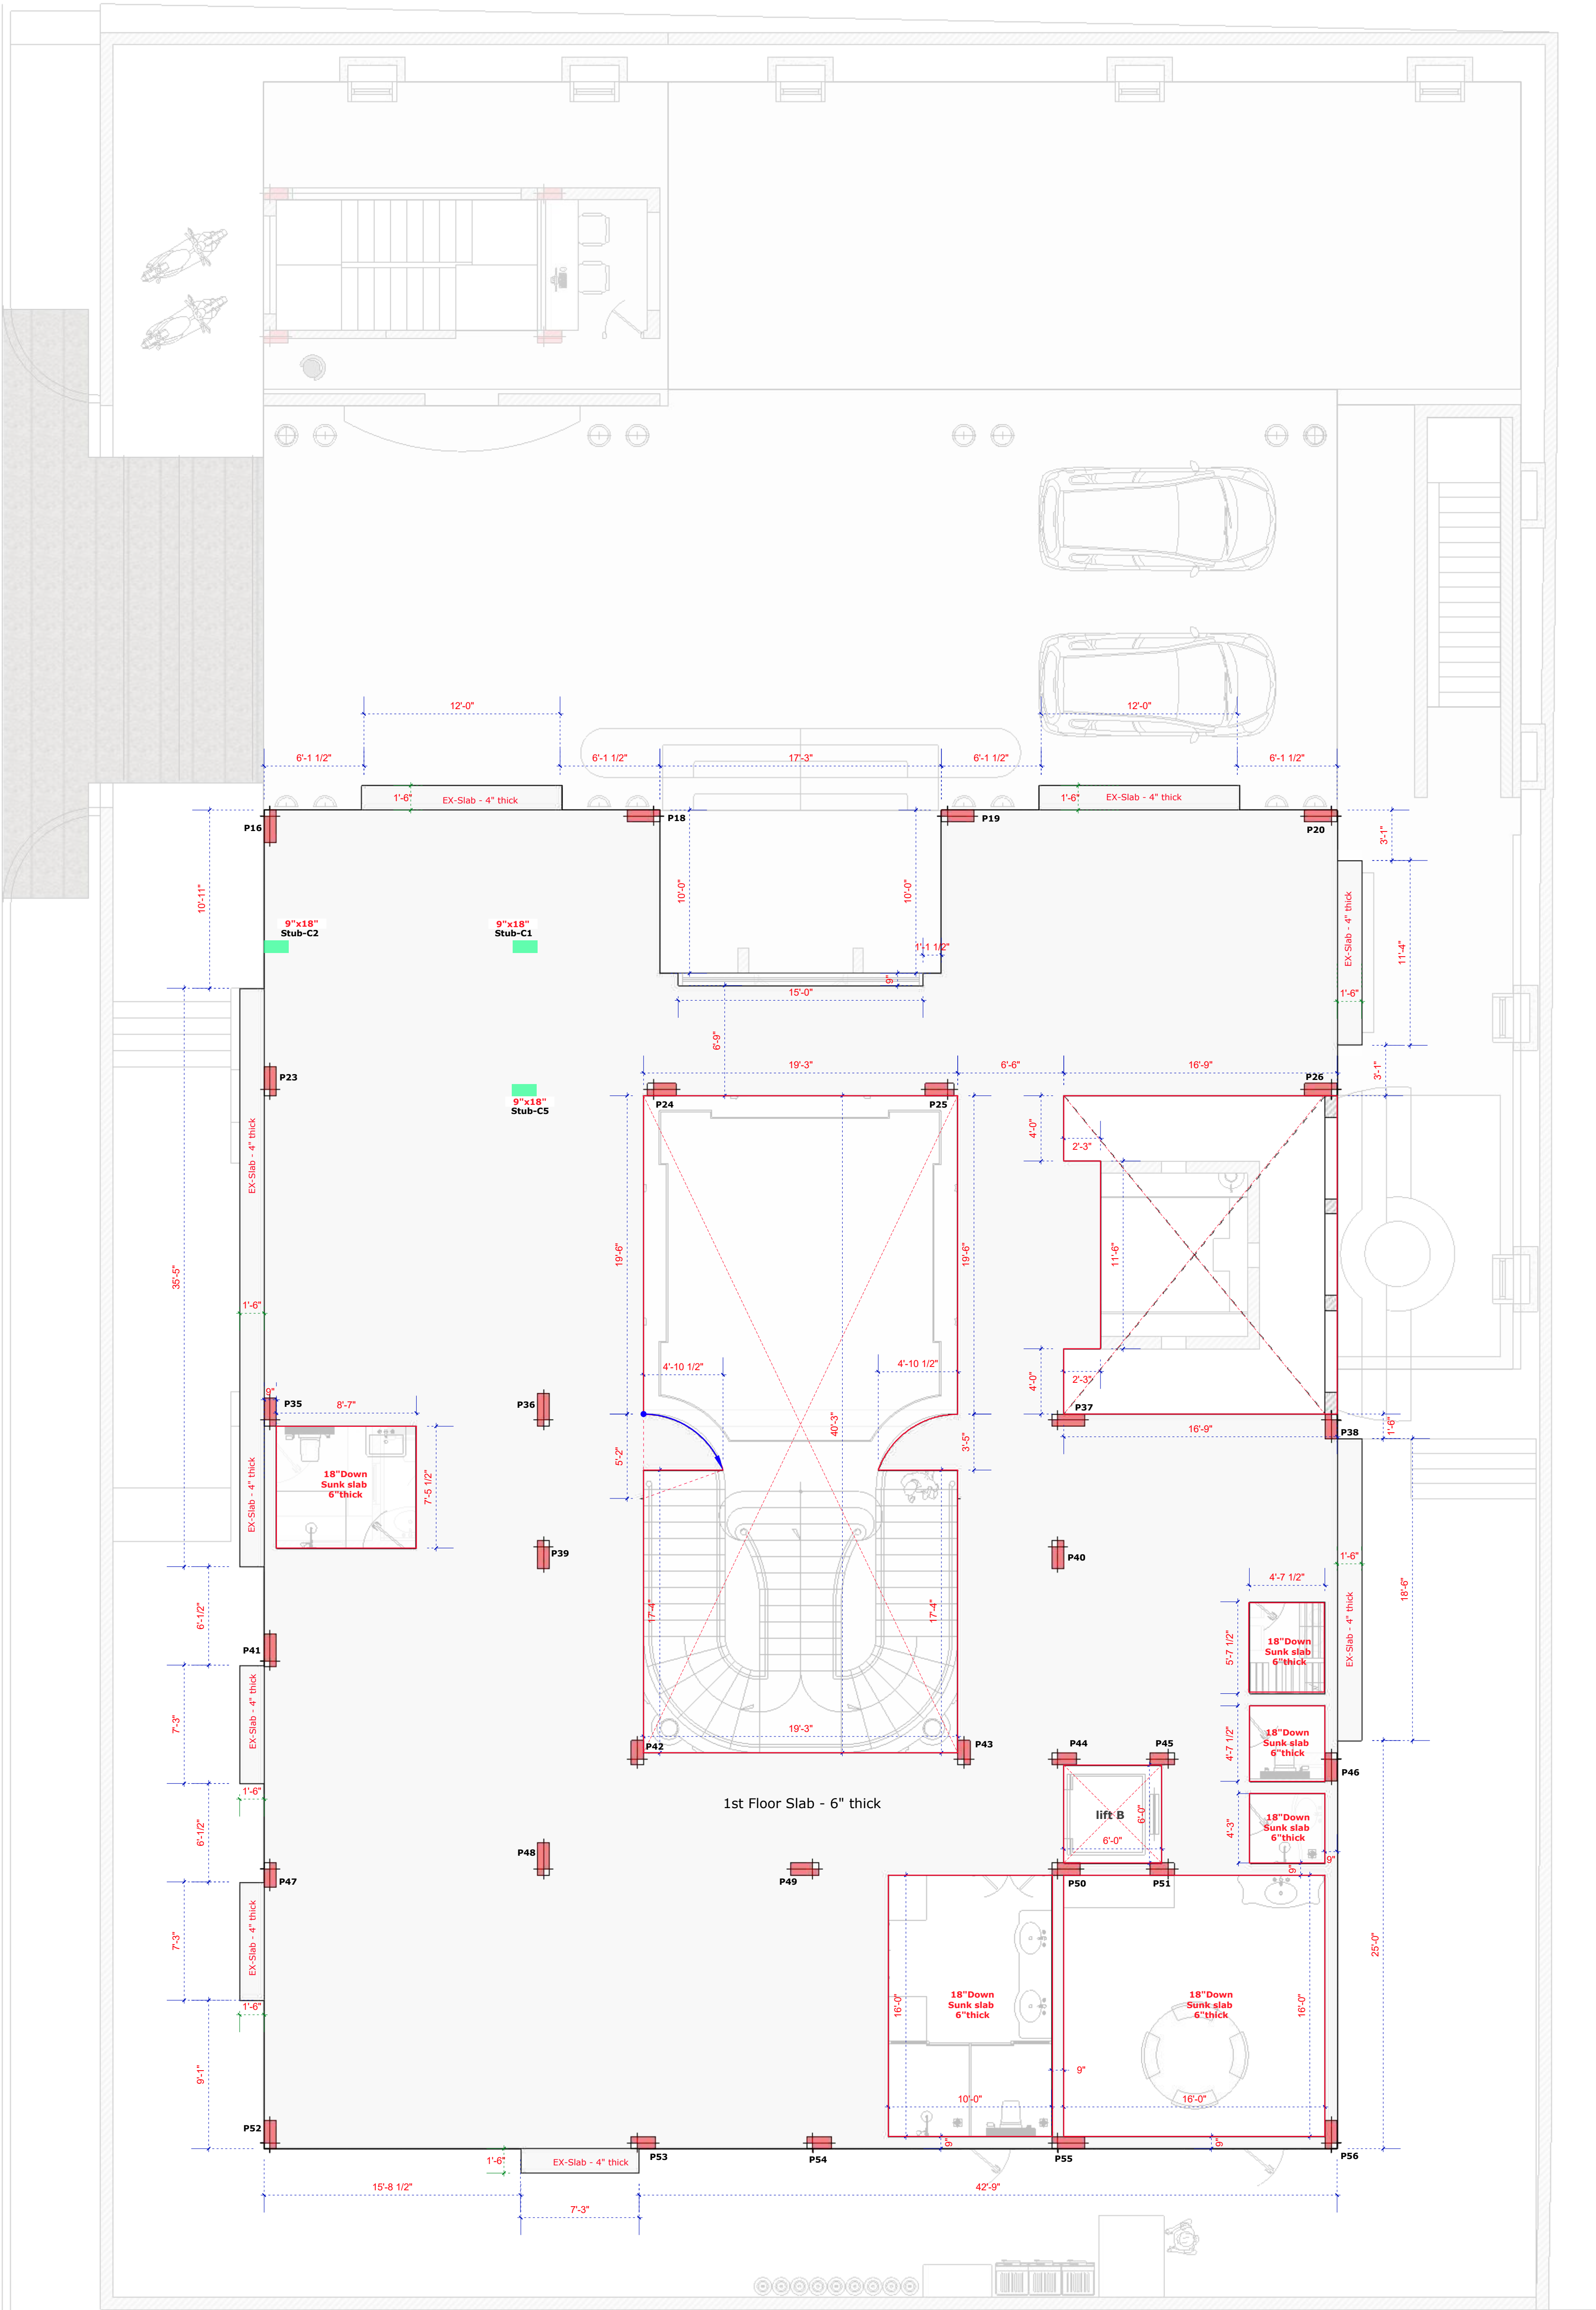 12'-0"
12'-0"
6'-1 1/2"
6'-1 1/2"
17'-3"
6'-1 1/2"
6'-1 1/2"
1'-6"
EX-Slab - 4" thick
1'-6"
EX-Slab - 4" thick
P16
P18
P19
P20
3'-1"
10'-11"
10'-0"
10'-0"
EX-Slab - 4" thick
11'-4"
9"x18"
Stub-C2
9"x18"
Stub-C1
1'-1 1/2"
9"
15'-0"
1'-6"
6'-9"
19'-3"
6'-6"
16'-9"
3'-1"
P23
P24
P25
P26
9"x18"
Stub-C5
4'-0"
2'-3"
EX-Slab - 4" thick
35'-5"
19'-6"
19'-6"
11'-6"
1'-6"
4'-10 1/2"
4'-10 1/2"
4'-0"
2'-3"
9"
P35
8'-7"
P36
40'-3"
P37
16'-9"
1'-6"
P38
5'-2"
3'-5"
18"Down
Sunk slab
6"thick
7'-5 1/2"
EX-Slab - 4" thick
P39
P40
1'-6"
4'-7 1/2"
18'-6"
6'-1/2"
17'-4"
17'-4"
5'-7 1/2"
18"Down
Sunk slab
6"thick
EX-Slab - 4" thick
P41
EX-Slab - 4" thick
7'-3"
19'-3"
P42
P43
P44
P45
4'-7 1/2"
18"Down
Sunk slab
6"thick
P46
1'-6"
1st Floor Slab - 6" thick
lift B
6'-0"
6'-0"
4'-3"
18"Down
Sunk slab
6"thick
6'-1/2"
P48
9"
9"
P47
P49
P50
P51
7'-3"
EX-Slab - 4" thick
25'-0"
16'-0"
18"Down
Sunk slab
6"thick
18"Down
Sunk slab
6"thick
16'-0"
1'-6"
9'-1"
9"
10'-0"
16'-0"
P52
9"
9"
P53
P54
P55
P56
1'-6"
EX-Slab - 4" thick
15'-8 1/2"
42'-9"
7'-3"